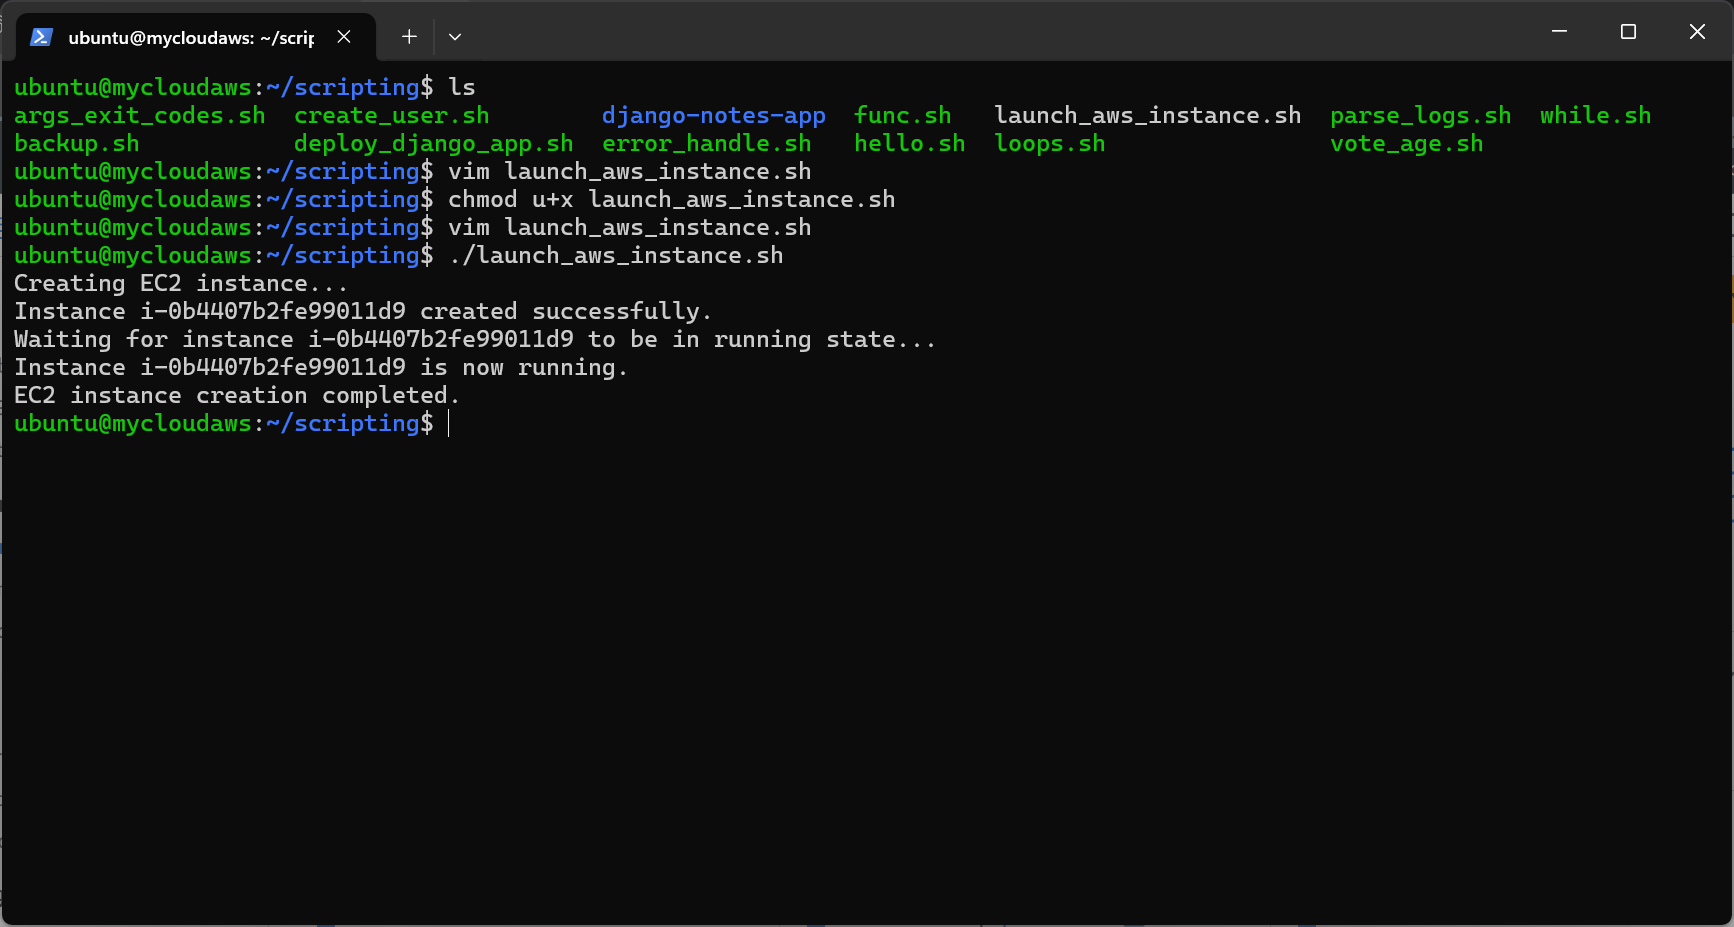 ubuntu@mycloudaws: ~/scrip
ubuntu@mycloudaws:~/scripting$ ls
args_exit_codes.sh  create_user.sh        django-notes-app  func.sh   launch_aws_instance.sh  parse_logs.sh  while.sh
backup.sh           deploy_django_app.sh  error_handle.sh   hello.sh  loops.sh                vote_age.sh
ubuntu@mycloudaws:~/scripting$ vim launch_aws_instance.sh
ubuntu@mycloudaws:~/scripting$ chmod u+x launch_aws_instance.sh
ubuntu@mycloudaws:~/scripting$ vim launch_aws_instance.sh
ubuntu@mycloudaws:~/scripting$ ./launch_aws_instance.sh
Creating EC2 instance...
Instance i-0b4407b2fe99011d9 created successfully.
Waiting for instance i-0b4407b2fe99011d9 to be in running state...
Instance i-0b4407b2fe99011d9 is now running.
EC2 instance creation completed.
ubuntu@mycloudaws:~/scripting$